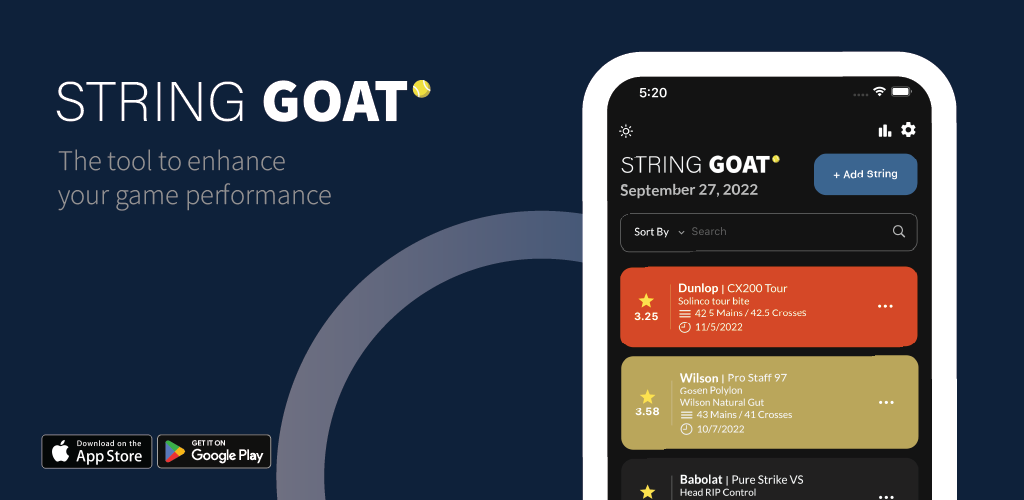 STRING GOAT
The tool to enhance
your game performance
Download on the
App Store
GET IT ON
Google Play
5:20
STRING GOAT
September 27, 2022
+ Add String
Sort By
Search
3.25
Dunlop | CX200 Tour
Solinco tour bite
42 5 Mains / 42.5 Crosses
11/5/2022
3.58
Wilson | Pro Staff 97
Gosen Polylon
Wilson Natural Gut
43 Mains / 41 Crosses
10/7/2022
Babolat | Pure Strike VS
Head RIP Control